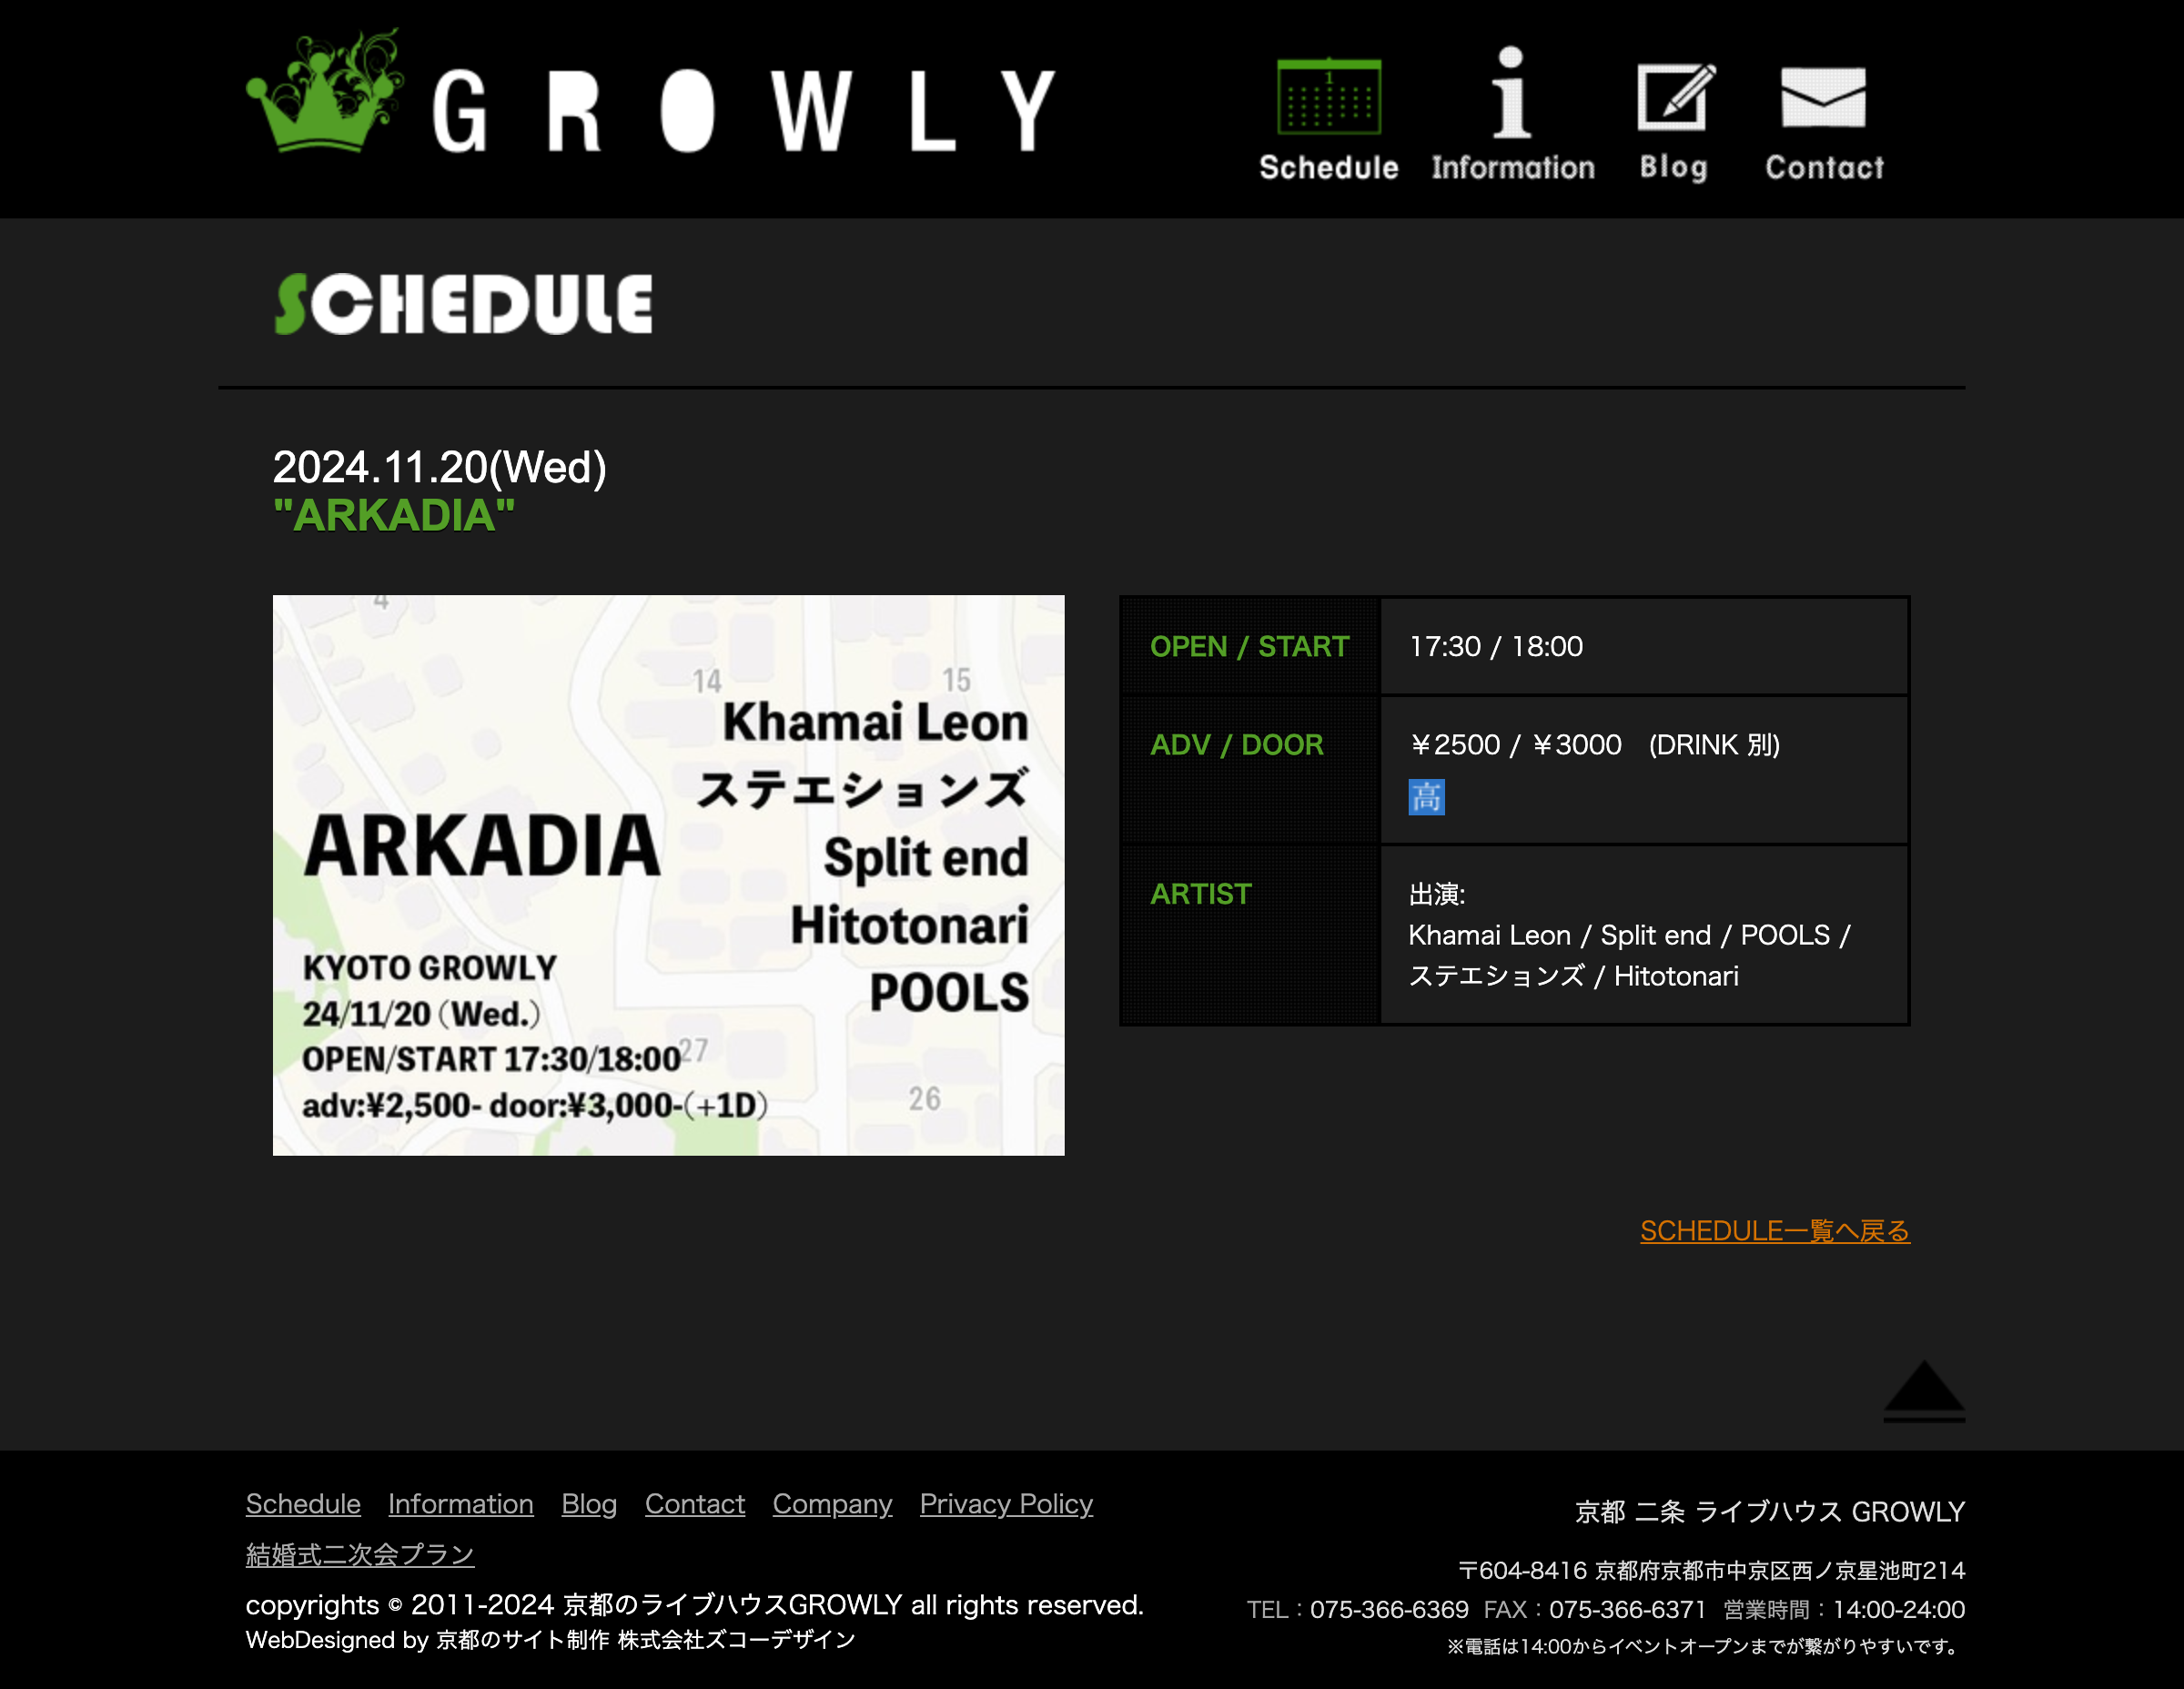 GROWLY
1
Schedule
Information
Blog
Contact
SCHEDULE
2024.11.20(Wed)
"ARKADIA"
4
14
15
Khamai Leon
ステエションズ
Split end
Hitotonari
POOLS
ARKADIA
KYOTO GROWLY
24/11/20（Wed.）
OPEN/START 17:30/18:00
27
adv:¥2,500- door:¥3,000-（+1D）
26
OPEN / START
17:30 / 18:00
ADV / DOOR
￥2500 / ￥3000　(DRINK 別)
高
ARTIST
出演:
Khamai Leon / Split end / POOLS /
ステエションズ / Hitotonari
SCHEDULE一覧へ戻る
Schedule Information Blog Contact Company Privacy Policy
結婚式二次会プラン
copyrights © 2011-2024 京都のライブハウスGROWLY all rights reserved.
WebDesigned by 京都のサイト制作 株式会社ズコーデザイン
京都 二条 ライブハウス GROWLY
〒604-8416 京都府京都市中京区西ノ京星池町214
TEL：075-366-6369 FAX：075-366-6371 営業時間：14:00-24:00
※電話は14:00からイベントオープンまでが繋がりやすいです。